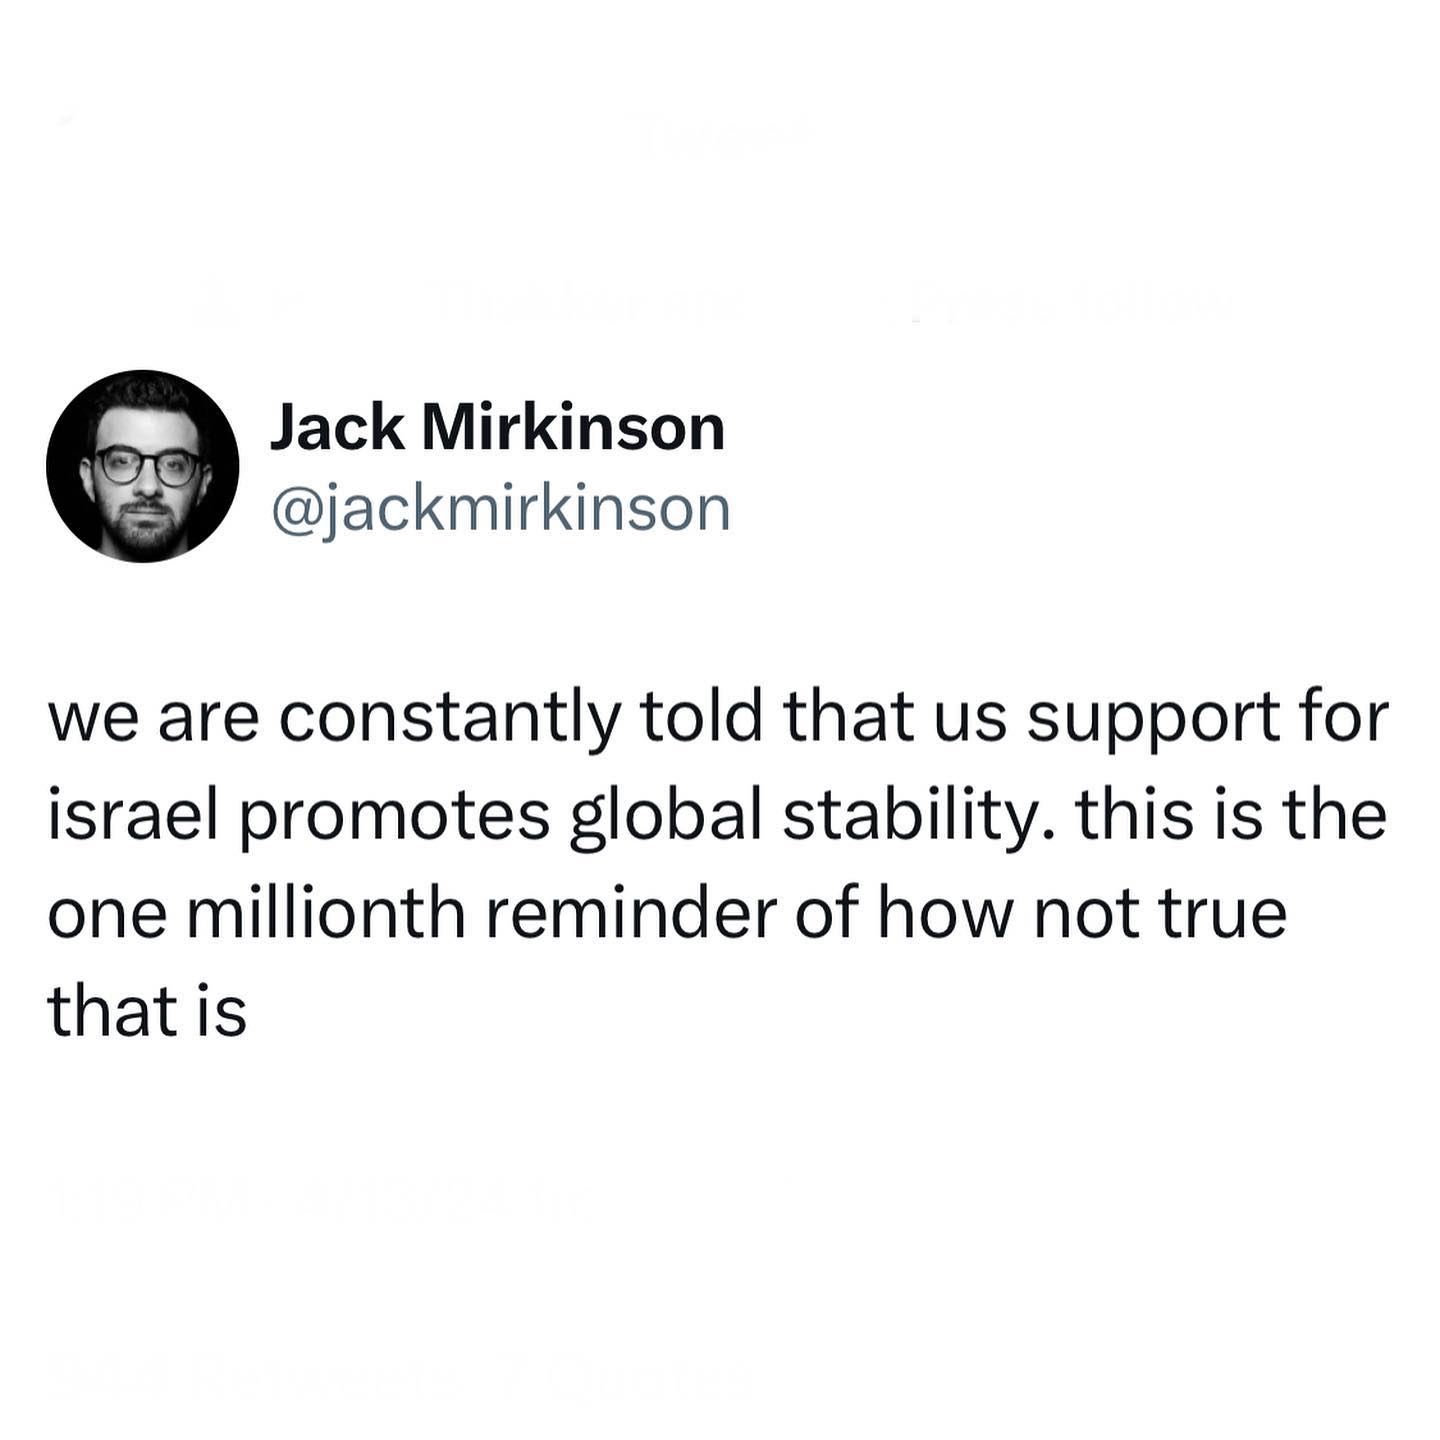 Jack Mirkinson
@jackmirkinson
we are constantly told that us support for
israel promotes global stability. this is the
one millionth reminder of how not true
that is